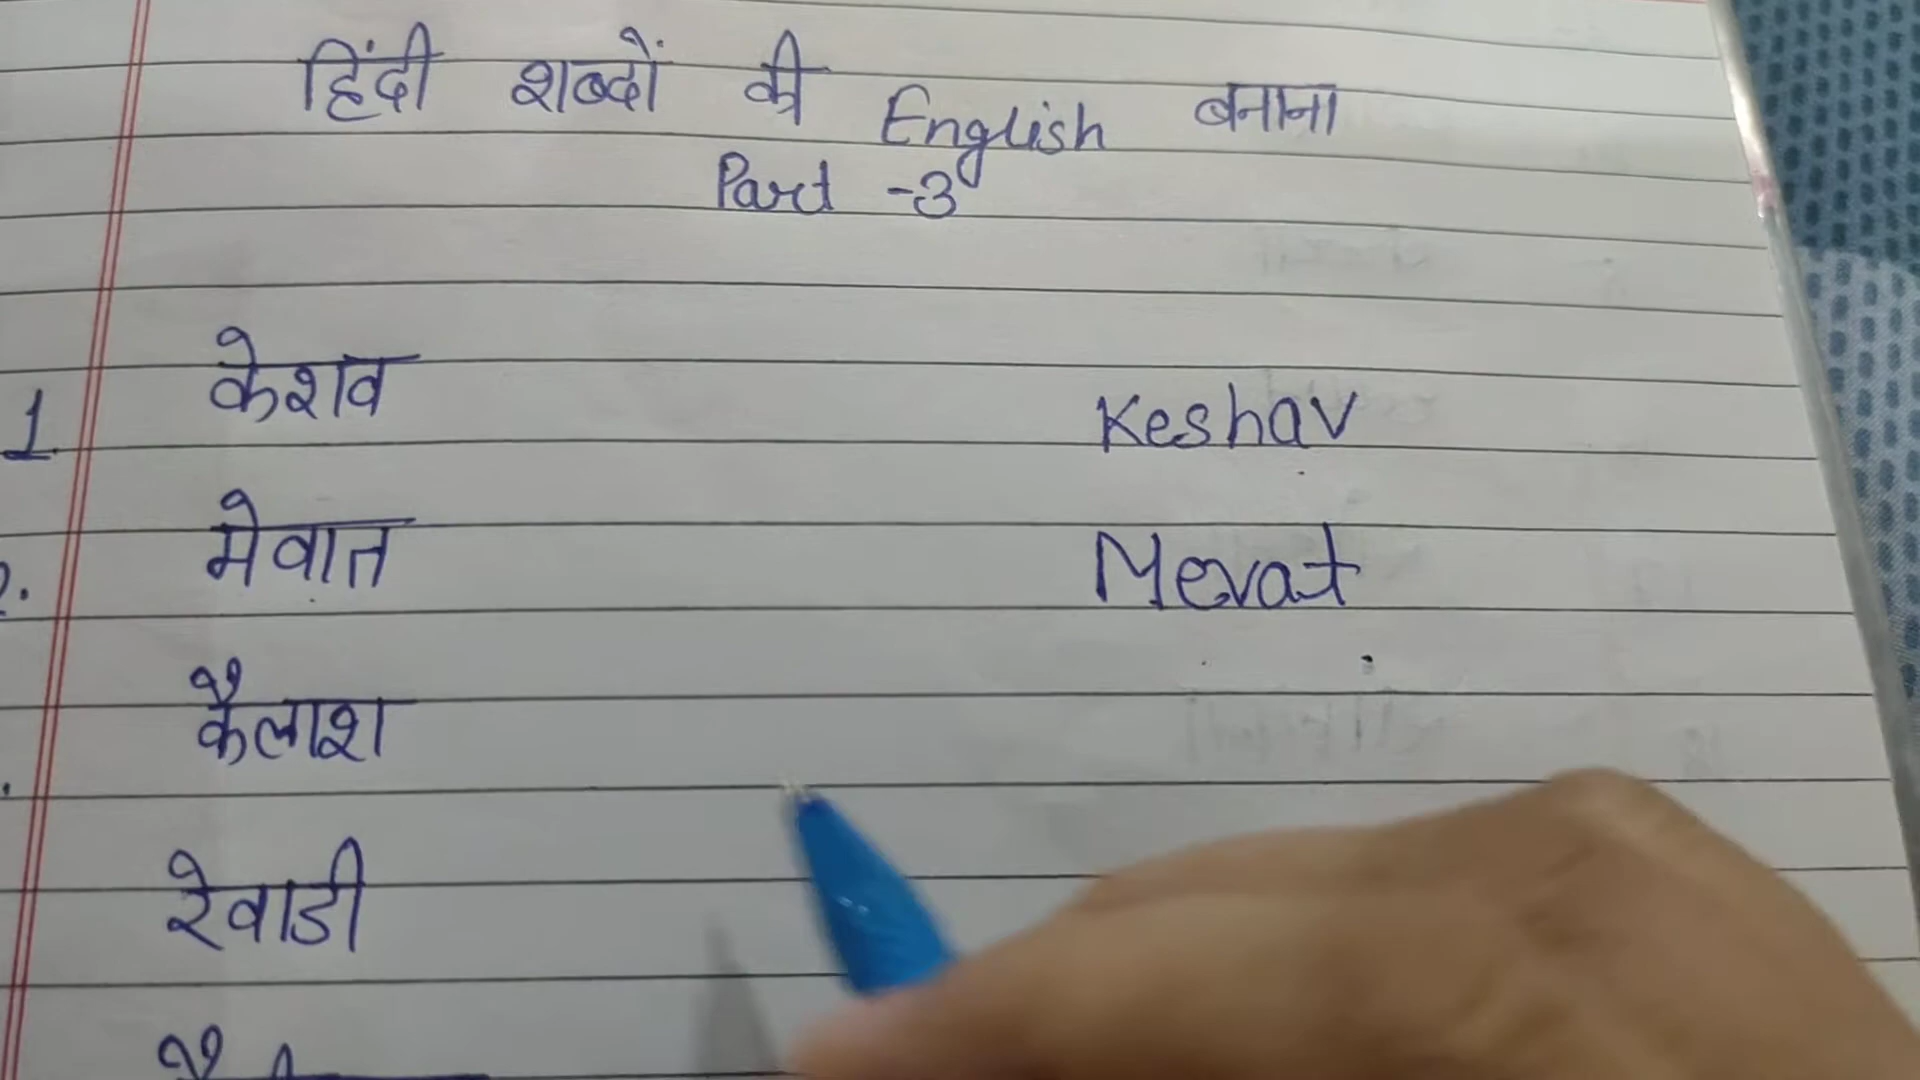 हिंदी शब्दों की English बनाना
Part -3
1 केशव Keshav
2. मेवात Mevat
कैलाश
रेवाडी